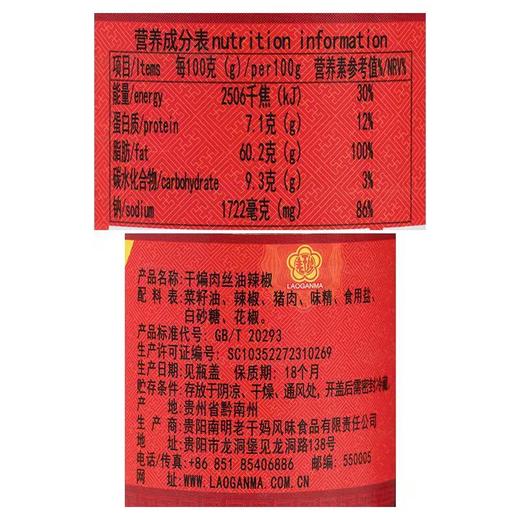 营养成分表nutrition information
项目/Items 每100克(g)/per100g 营养素参考值%/NRV%
能量/energy 2506千焦(kJ) 30%
蛋白质/protein 7.1克(g) 12%
脂肪/fat 60.2克(g) 100%
碳水化合物/carbohydrate 9.3克(g) 3%
钠/sodium 1722毫克(mg) 86%
老干妈
LAOGANMA
产品名称:干煸肉丝油辣椒
配料表:菜籽油、辣椒、猪肉、味精、食用盐、
白砂糖、花椒。
产品标准代号:GB/T 20293
生产许可证编号:SC10352272310269
生产日期:见瓶盖 保质期:18个月
贮存条件:存放于阴凉、干燥、通风处,开盖后需密封冷藏。
产地:贵州省黔南州
生产商:贵阳南明老干妈风味食品有限责任公司
地址:贵阳市龙洞堡见龙洞路138号
电话/传真:+86 851 85406886 邮编:550005
网址:WWW.LAOGANMA.COM.CN